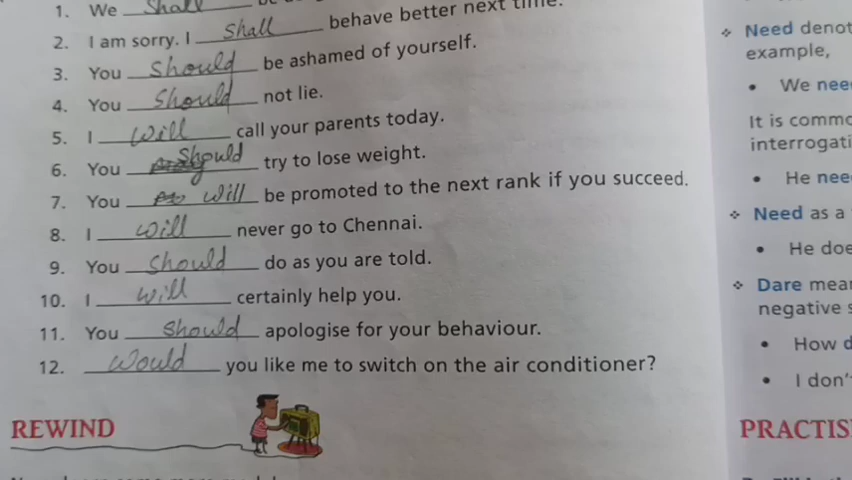 1. We Shall be
2. I am sorry. I Shall behave better next time.
3. You Should be ashamed of yourself.
4. You Should not lie.
5. I will call your parents today.
6. You Should try to lose weight.
7. You will be promoted to the next rank if you succeed.
8. I will never go to Chennai.
9. You should do as you are told.
10. I will certainly help you.
11. You should apologise for your behaviour.
12. Would you like me to switch on the air conditioner?
REWIND
Need denot
example,
• We nee
It is commo
interrogati
• He nee
Need as a
• He doe
Dare mean
negative s
• How d
• I don't
PRACTIS